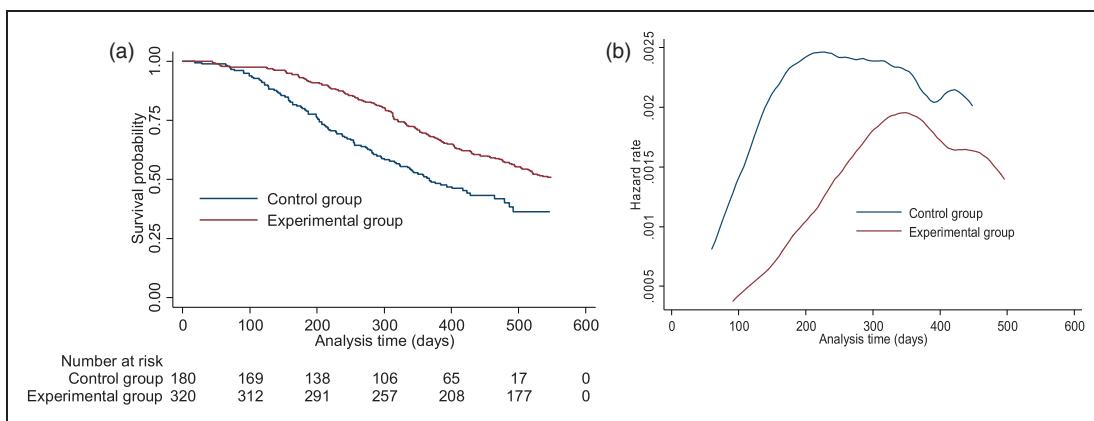 (a)
1.00
0.75
0.50
0.25
0.00
Survival probability
Control group
Experimental group
0 100 200 300 400 500 600
Analysis time (days)
Number at risk
Control group 180 169 138 106 65 17 0
Experimental group 320 312 291 257 208 177 0
(b)
.0025
.002
.0015
.001
.0005
Hazard rate
Control group
Experimental group
0 100 200 300 400 500 600
Analysis time (days)